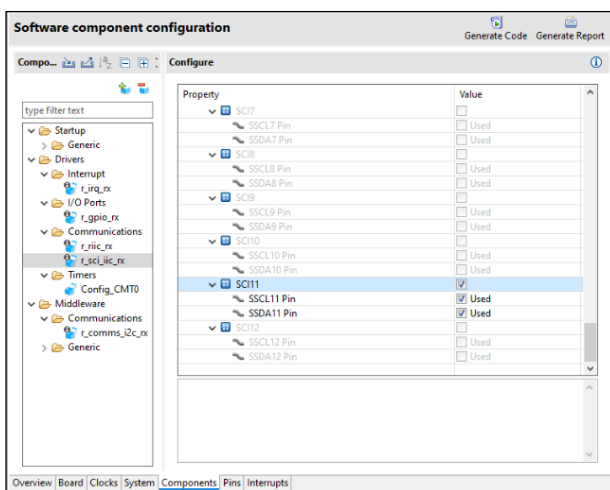 Software component configuration
Generate Code Generate Report
Compo... Configure
type filter text
Startup
Generic
Drivers
Interrupt
r_irq_rx
I/O Ports
r_gpio_rx
Communications
r_riic_rx
r_sci_iic_rx
Timers
Config_CMT0
Middleware
Communications
r_comms_i2c_rx
Generic
Property Value
SCI7
SSCL7 Pin Used
SSDA7 Pin Used
SCI8
SSCL8 Pin Used
SSDA8 Pin Used
SCI9
SSCL9 Pin Used
SSDA9 Pin Used
SCI10
SSCL10 Pin Used
SSDA10 Pin Used
SCI11
SSCL11 Pin Used
SSDA11 Pin Used
SCI12
SSCL12 Pin Used
SSDA12 Pin Used
Overview Board Clocks System Components Pins Interrupts